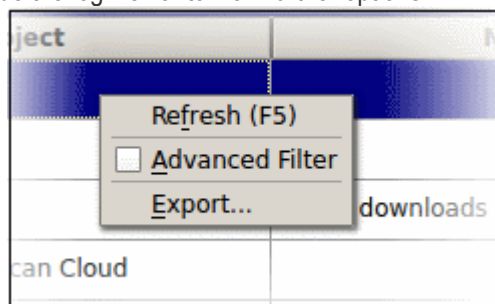 ject
Refresh (F5)
Advanced Filter
Export...
downloads
can Cloud